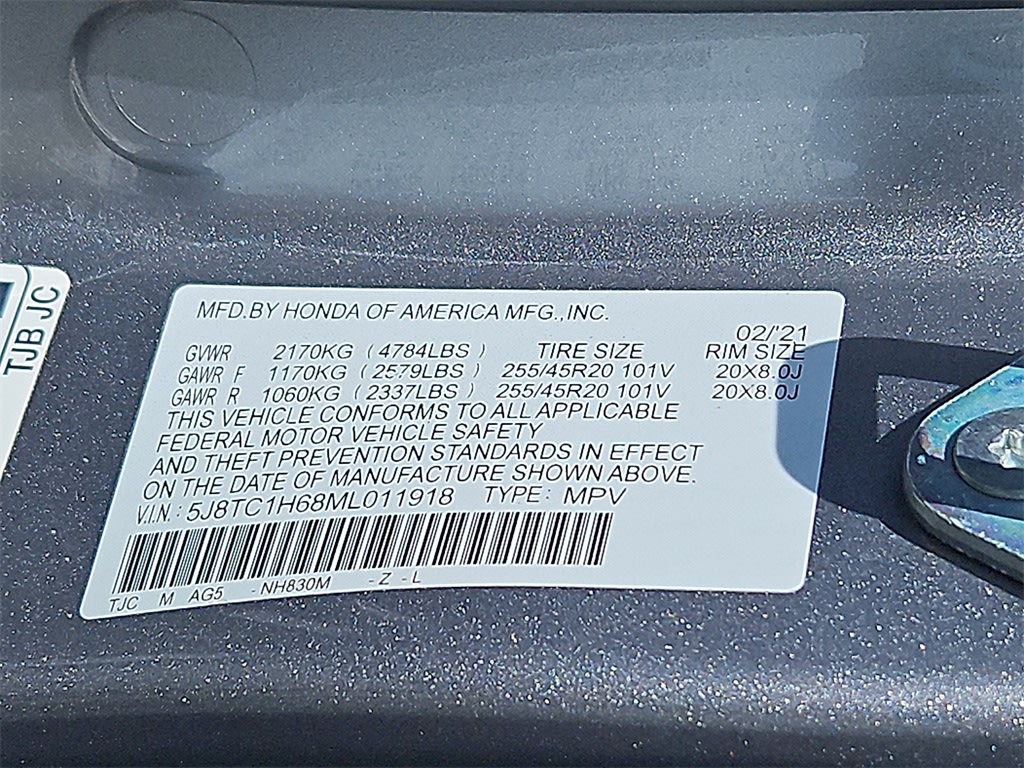 TJB JC
MFD.BY HONDA OF AMERICA MFG.,INC.
02/'21
GVWR 2170KG (4784LBS) TIRE SIZE RIM SIZE
GAWR F 1170KG (2579LBS) 255/45R20 101V 20X8.0J
GAWR R 1060KG (2337LBS) 255/45R20 101V 20X8.0J
THIS VEHICLE CONFORMS TO ALL APPLICABLE
FEDERAL MOTOR VEHICLE SAFETY
AND THEFT PREVENTION STANDARDS IN EFFECT
ON THE DATE OF MANUFACTURE SHOWN ABOVE.
V.I.N.: 5J8TC1H68ML011918 TYPE: MPV
TJC M AG5 -NH830M -Z -L